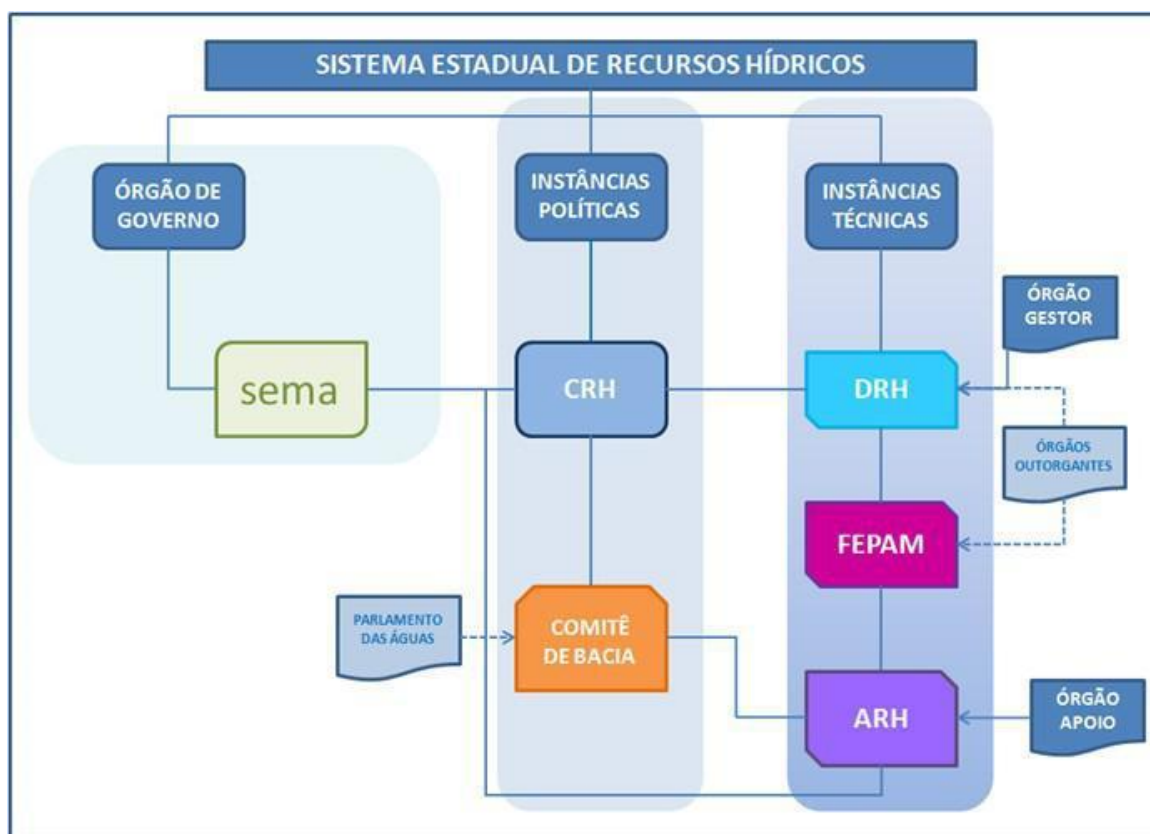 SISTEMA ESTADUAL DE RECURSOS HÍDRICOS
ÓRGÃO DE
GOVERNO
INSTÂNCIAS
POLÍTICAS
INSTÂNCIAS
TÉCNICAS
ÓRGÃO
GESTOR
sema
CRH
DRH
ÓRGÃOS
OUTORGANTES
FEPAM
PARLAMENTO
DAS ÁGUAS
COMITÊ
DE BACIA
ARH
ÓRGÃO
APOIO